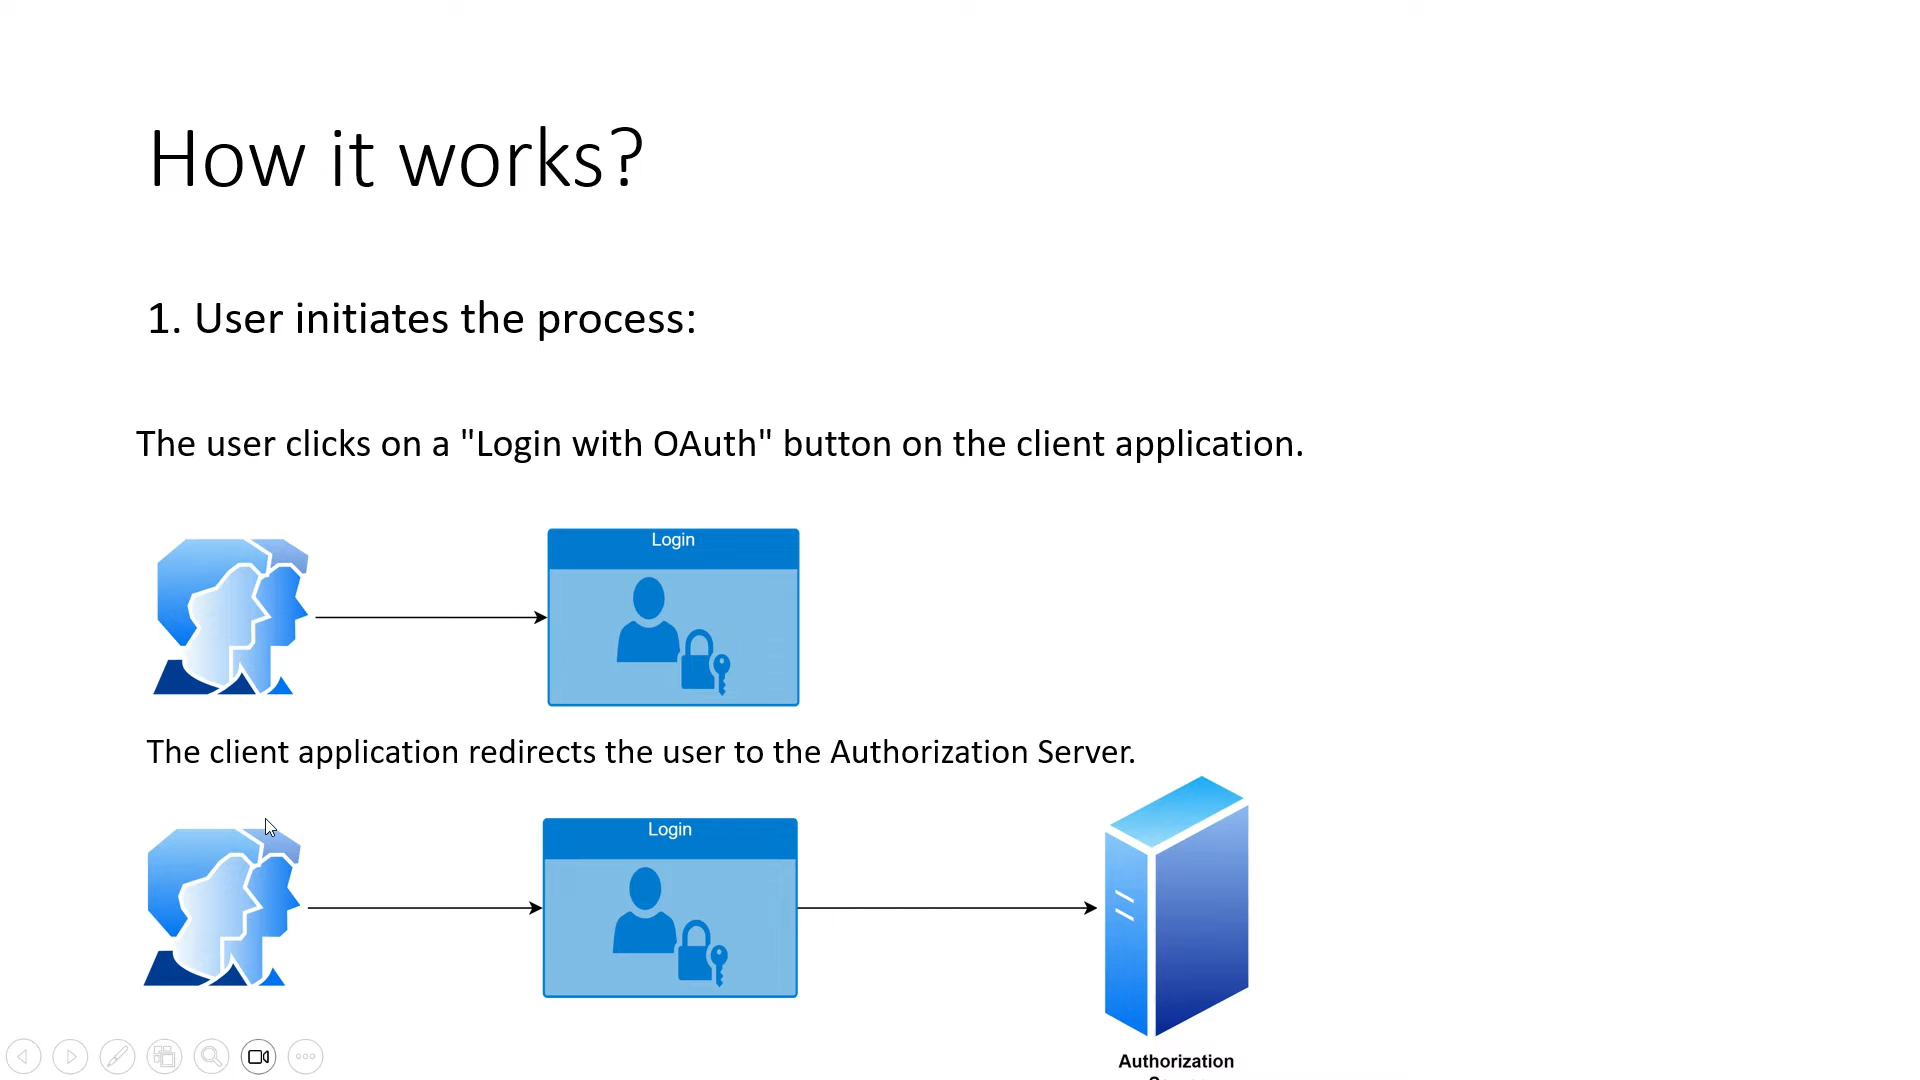 How it works?
1. User initiates the process:
The user clicks on a "Login with OAuth" button on the client application.
Login
The client application redirects the user to the Authorization Server.
Login
Authorization